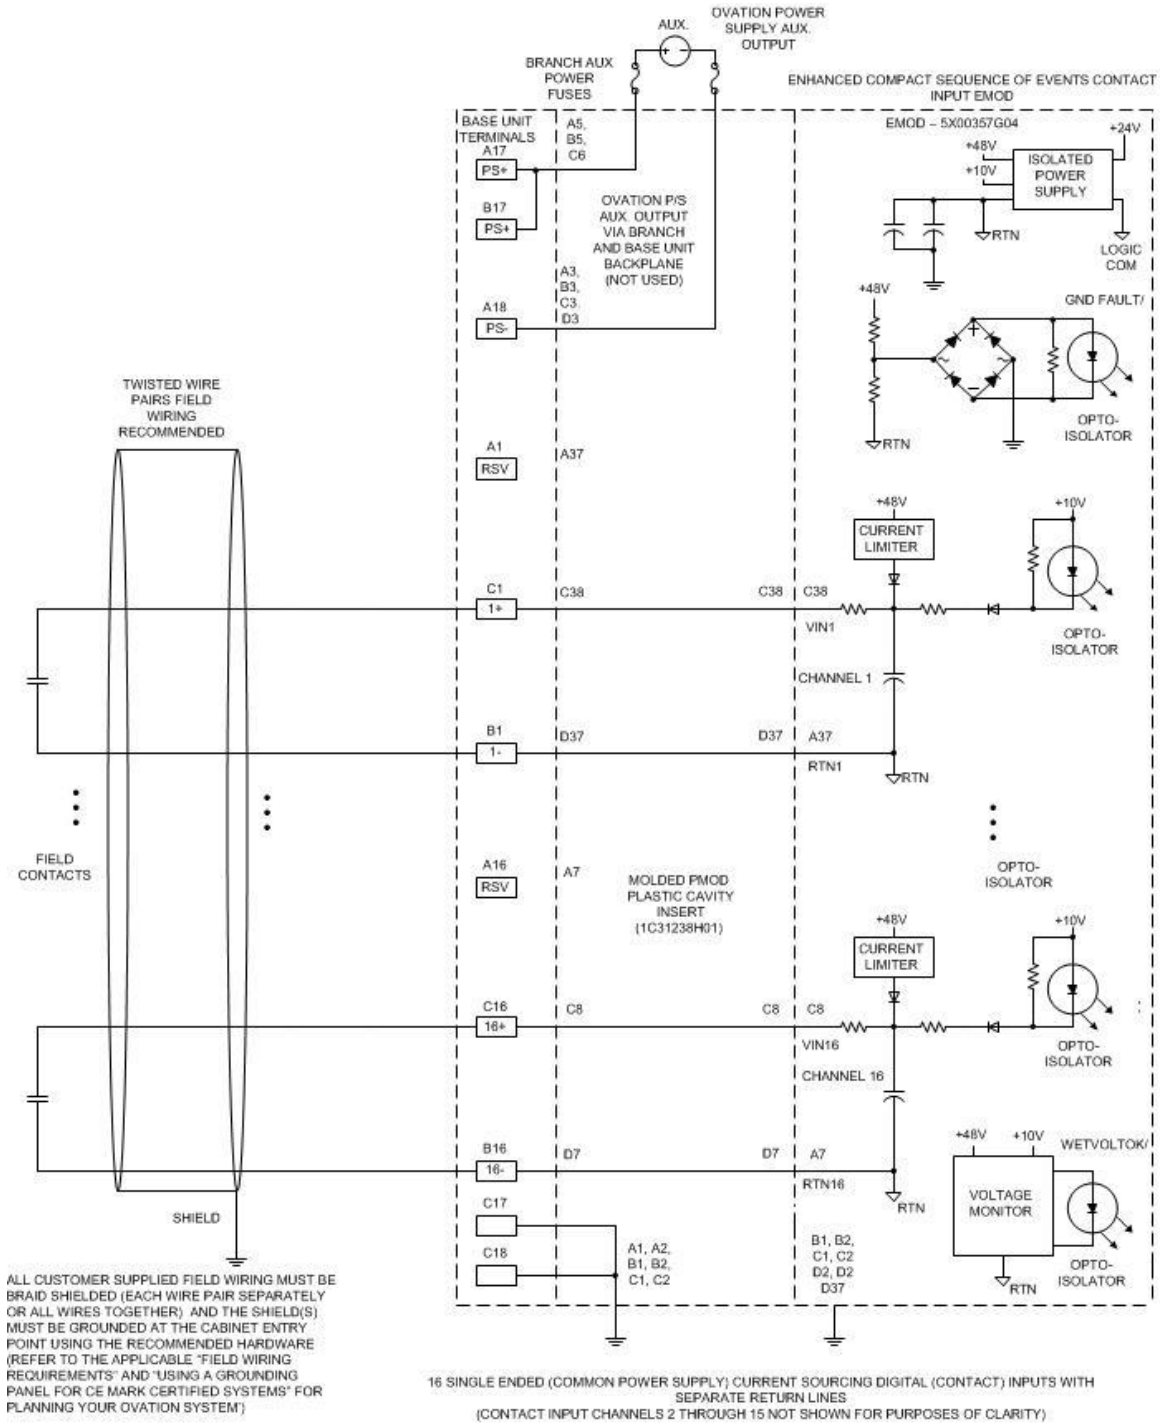 OVATION POWER
SUPPLY AUX.
OUTPUT
AUX.
+ -
BRANCH AUX
POWER
FUSES
ENHANCED COMPACT SEQUENCE OF EVENTS CONTACT
INPUT EMOD
BASE UNIT
TERMINALS
A17
PS+
B17
PS+
A18
PS-
A5,
B5,
C6
A3,
B3,
C3.
D3
OVATION P/S
AUX. OUTPUT
VIA BRANCH
AND BASE UNIT
BACKPLANE
(NOT USED)
EMOD – 5X00357G04
+24V
+48V
+10V
ISOLATED
POWER
SUPPLY
RTN
LOGIC
COM
+48V
GND FAULT/
+
~ ~
–
RTN
OPTO-
ISOLATOR
TWISTED WIRE
PAIRS FIELD
WIRING
RECOMMENDED
A1
RSV
A37
+48V
CURRENT
LIMITER
+10V
C1
1+
C38
C38
C38
VIN1
OPTO-
ISOLATOR
CHANNEL 1
B1
1-
D37
D37
A37
RTN1
RTN
FIELD
CONTACTS
A16
RSV
A7
MOLDED PMOD
PLASTIC CAVITY
INSERT
(1C31238H01)
OPTO-
ISOLATOR
+48V
CURRENT
LIMITER
+10V
C16
16+
C8
C8
C8
VIN16
OPTO-
ISOLATOR
CHANNEL 16
B16
16-
D7
D7
A7
RTN16
RTN
+48V
+10V
WETVOLTOK/
VOLTAGE
MONITOR
RTN
OPTO-
ISOLATOR
C17
C18
A1, A2,
B1, B2,
C1, C2
B1, B2,
C1, C2
D2, D2
D37
SHIELD
ALL CUSTOMER SUPPLIED FIELD WIRING MUST BE
BRAID SHIELDED (EACH WIRE PAIR SEPARATELY
OR ALL WIRES TOGETHER) AND THE SHIELD(S)
MUST BE GROUNDED AT THE CABINET ENTRY
POINT USING THE RECOMMENDED HARDWARE
(REFER TO THE APPLICABLE "FIELD WIRING
REQUIREMENTS" AND "USING A GROUNDING
PANEL FOR CE MARK CERTIFIED SYSTEMS" FOR
PLANNING YOUR OVATION SYSTEM')
16 SINGLE ENDED (COMMON POWER SUPPLY) CURRENT SOURCING DIGITAL (CONTACT) INPUTS WITH
SEPARATE RETURN LINES
(CONTACT INPUT CHANNELS 2 THROUGH 15 NOT SHOWN FOR PURPOSES OF CLARITY)